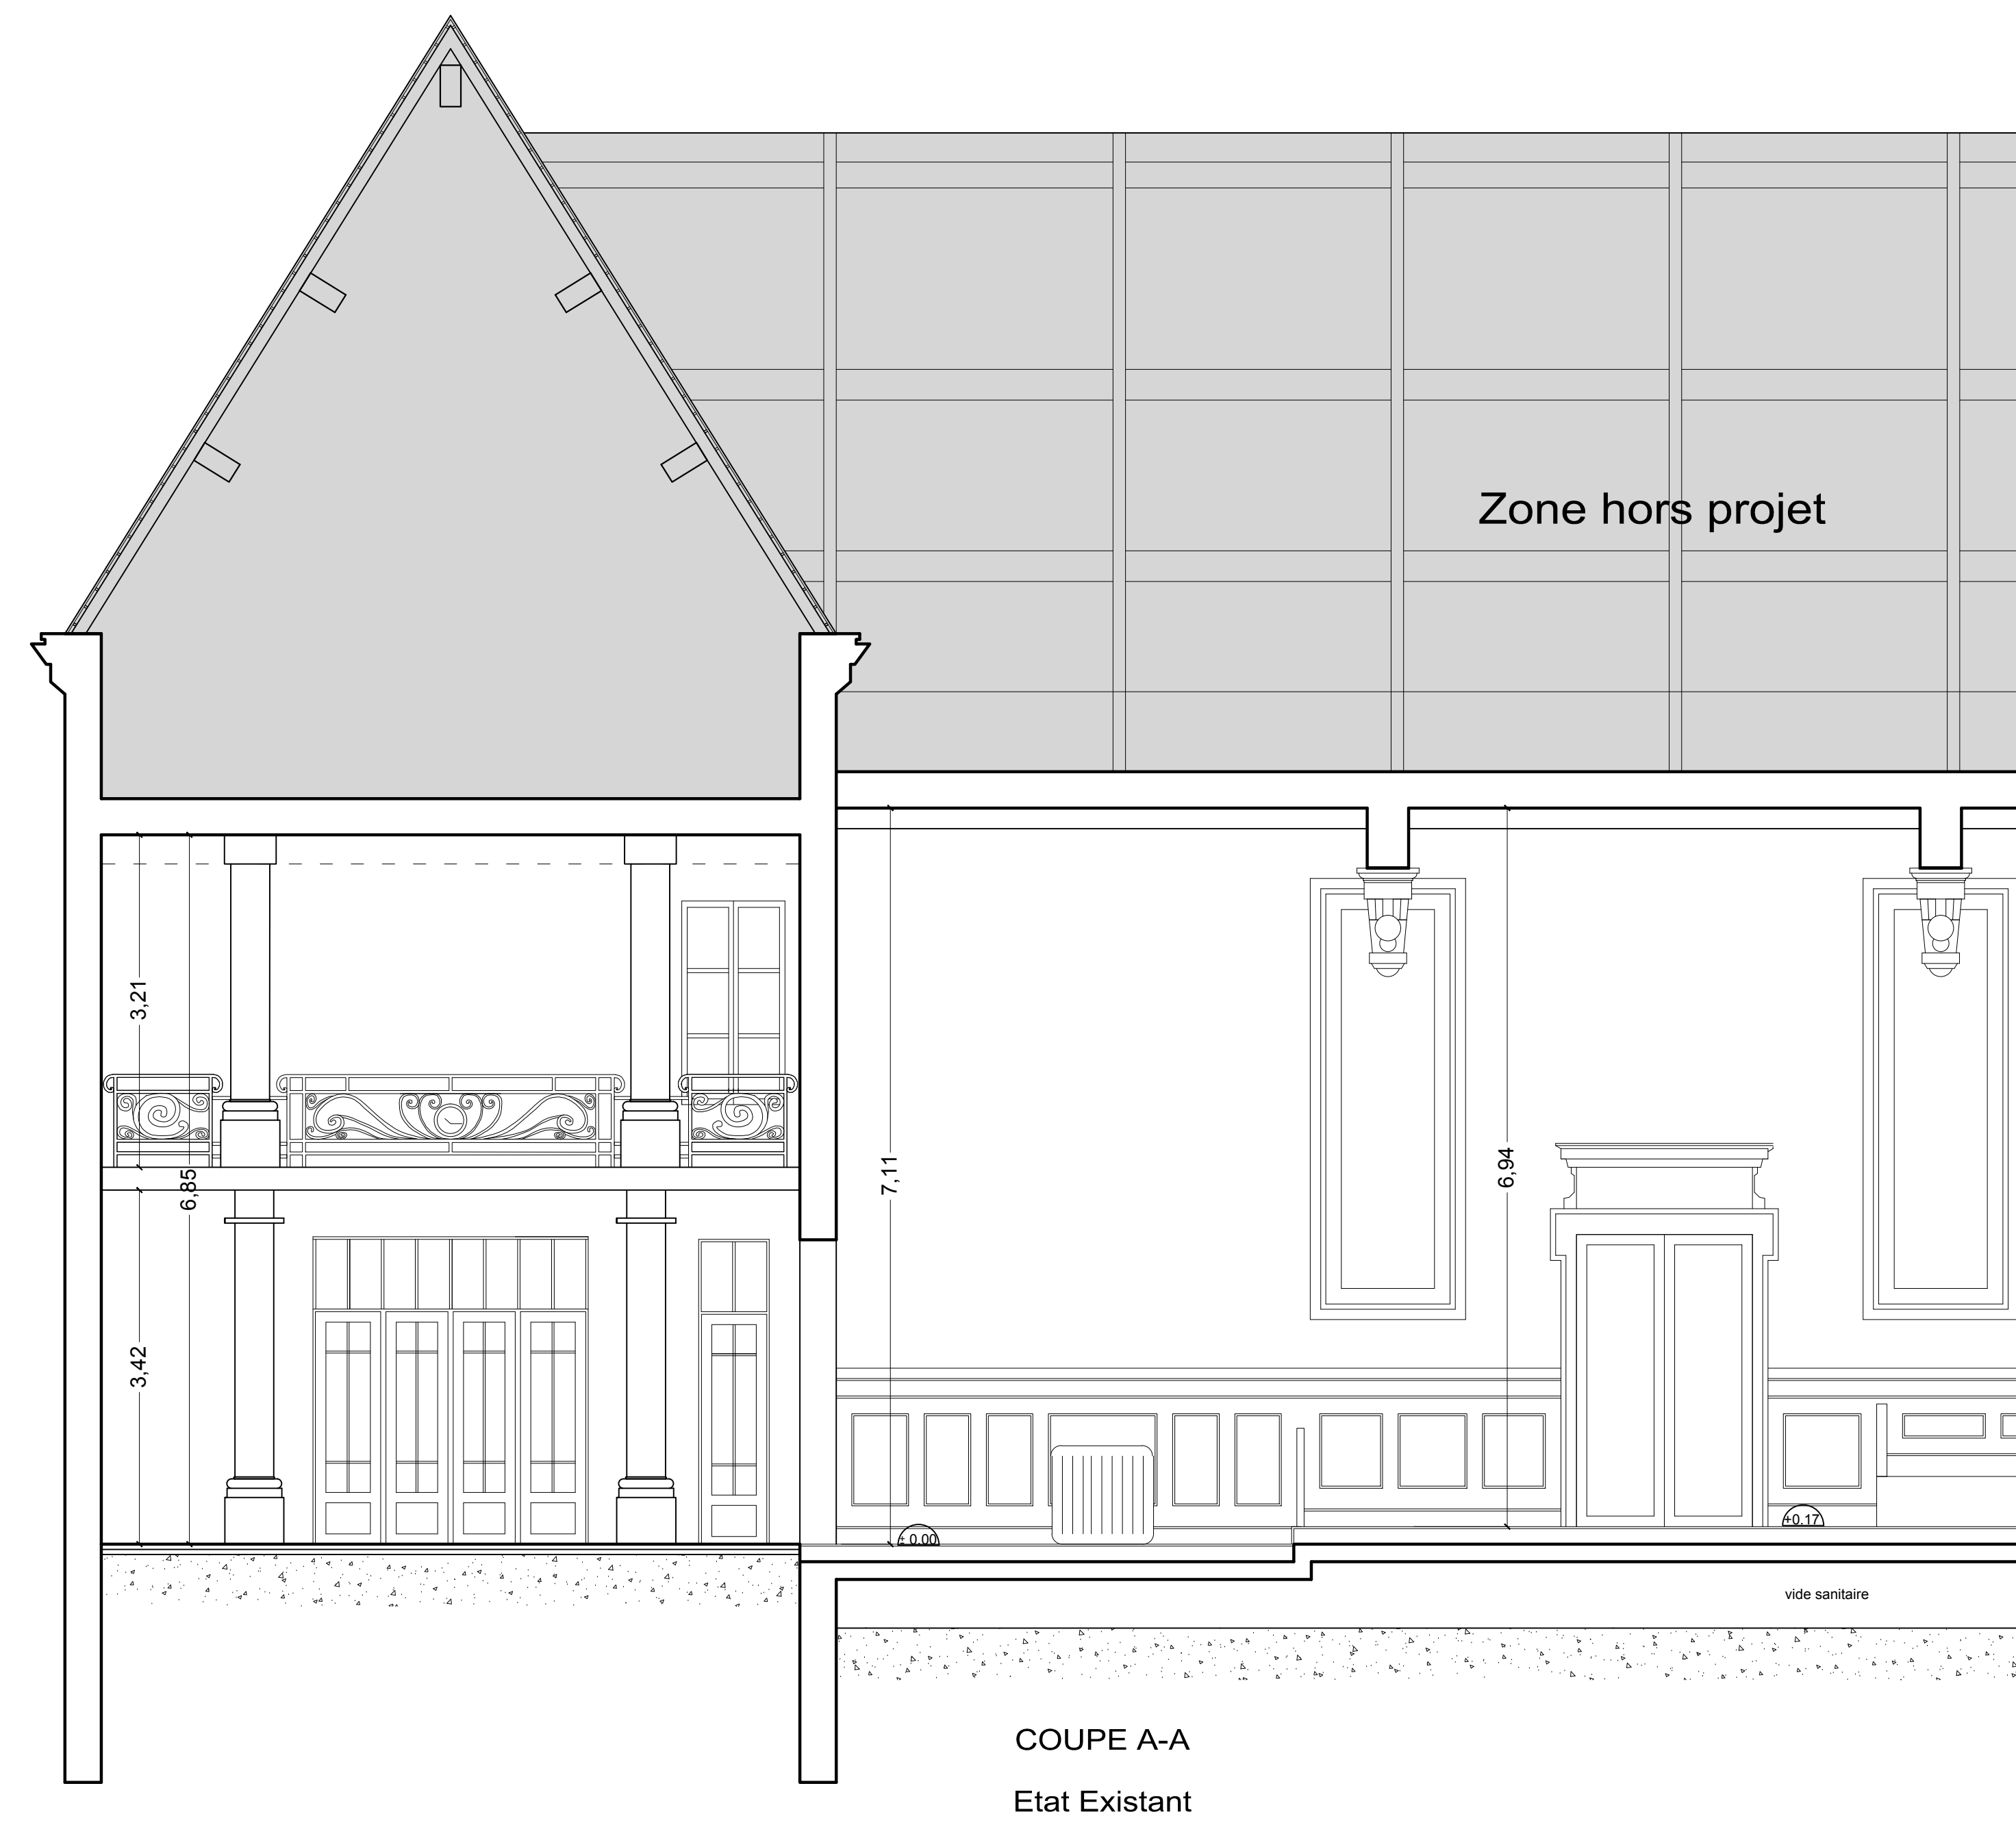 Zone hors projet
3,21
6,85
7,11
6,94
3,42
± 0.00
+0.17
vide sanitaire
COUPE A-A
Etat Existant